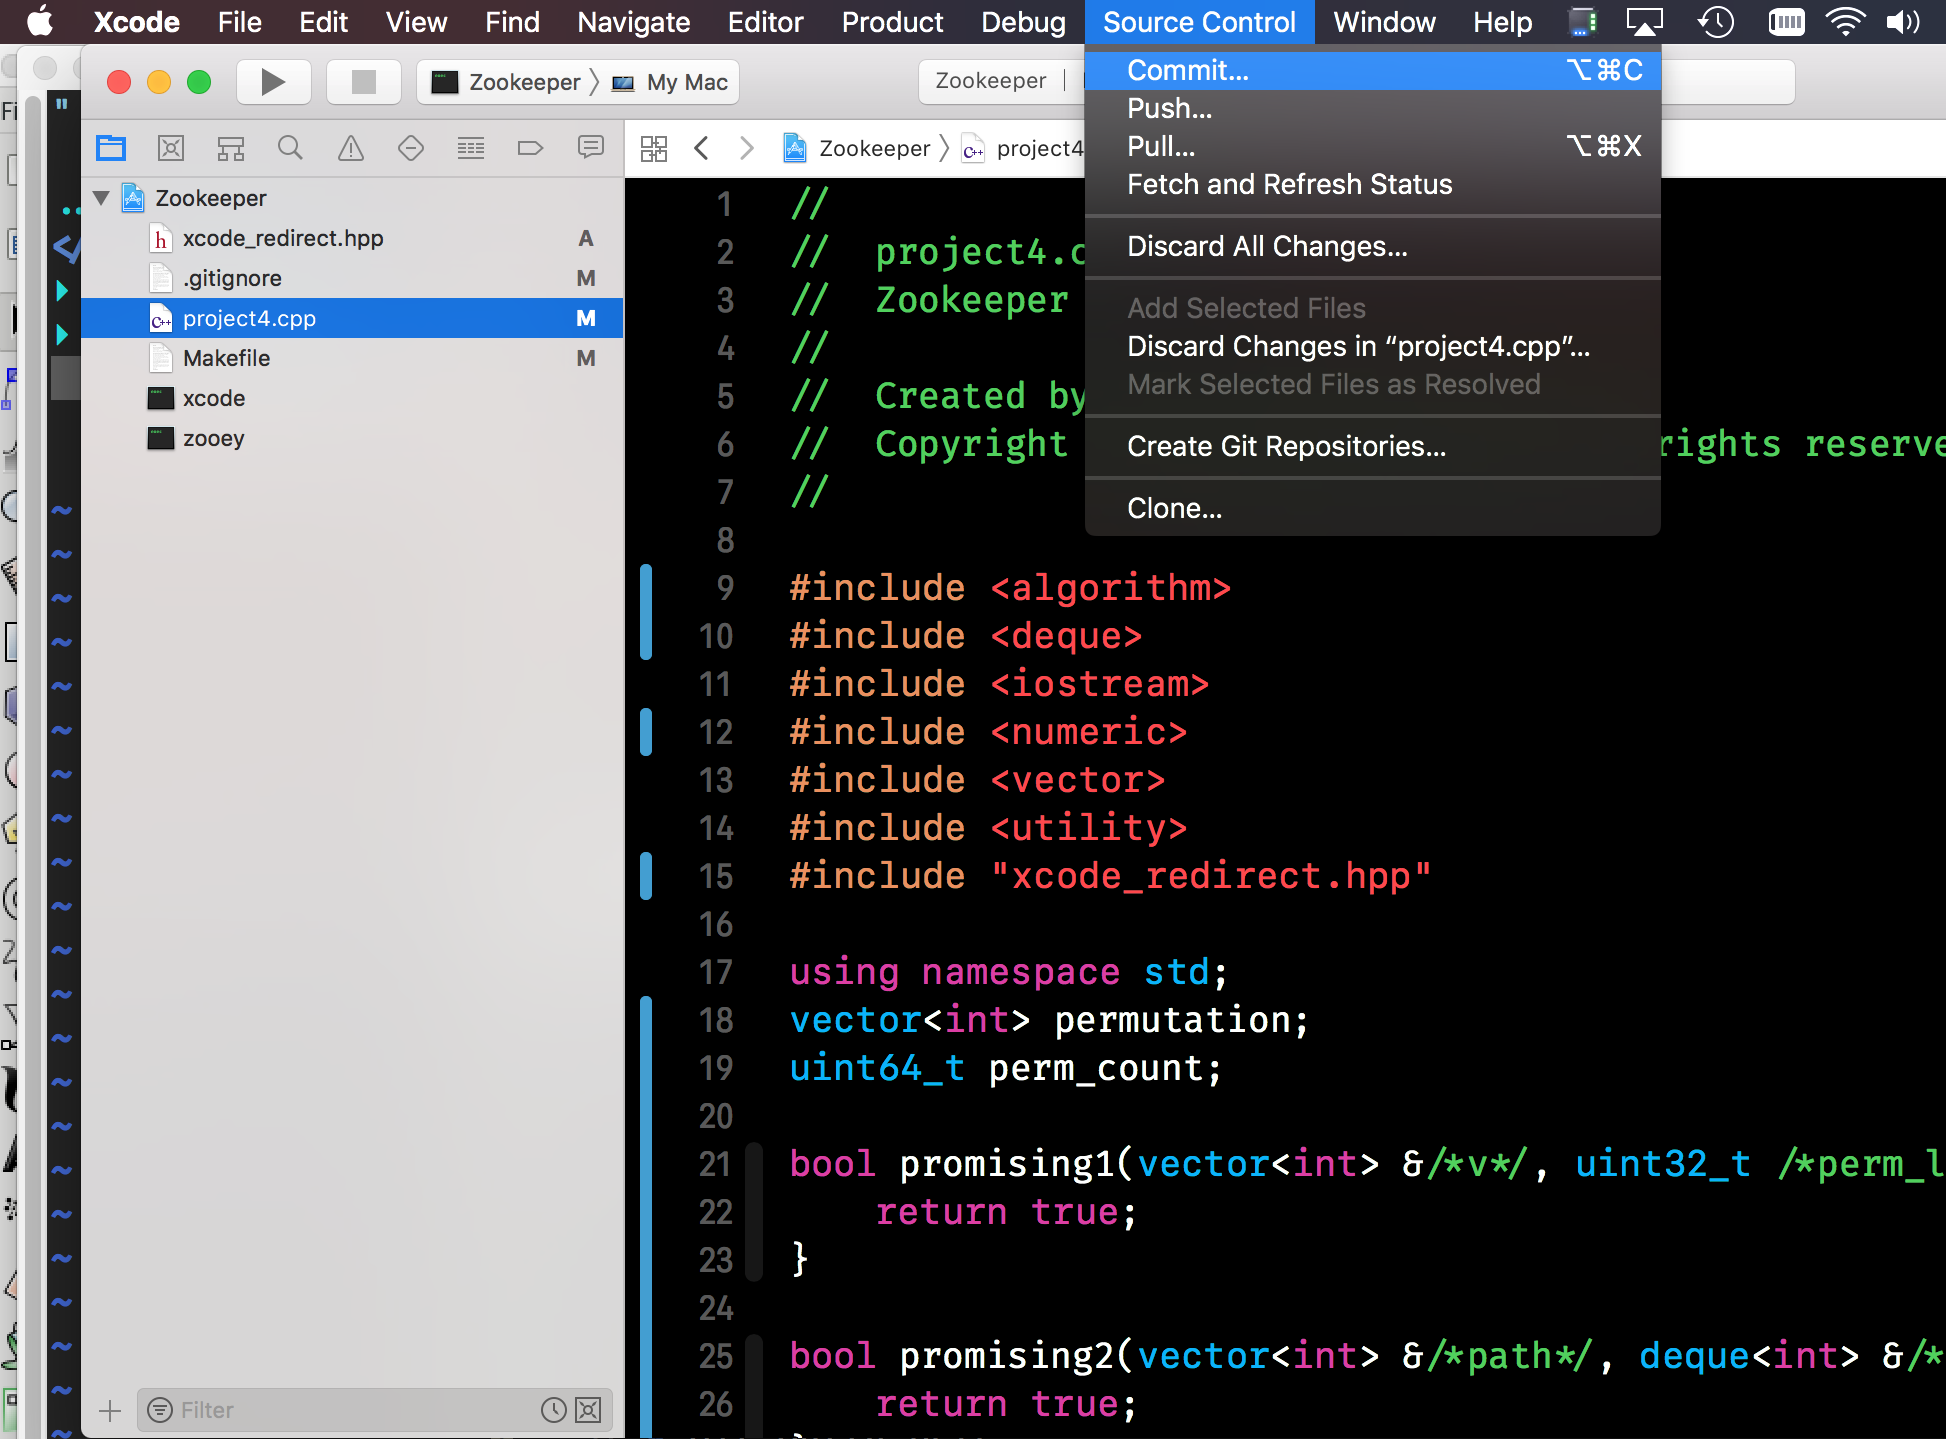 Xcode File Edit View Find Navigate Editor Product Debug Source Control Window Help
Zookeeper My Mac
Zookeeper
Commit... ⌥⌘C
Push...
Pull... ⌥⌘X
Fetch and Refresh Status
Discard All Changes...
Add Selected Files
Discard Changes in “project4.cpp”...
Mark Selected Files as Resolved
Create Git Repositories...
Clone...
Zookeeper
xcode_redirect.hpp A
.gitignore M
project4.cpp M
Makefile M
xcode
zooey
Filter
Zookeeper project4
1 //
2 // project4.c
3 // Zookeeper
4 //
5 // Created by
6 // Copyright rights reserve
7 //
8
9 #include <algorithm>
10 #include <deque>
11 #include <iostream>
12 #include <numeric>
13 #include <vector>
14 #include <utility>
15 #include "xcode_redirect.hpp"
16
17 using namespace std;
18 vector<int> permutation;
19 uint64_t perm_count;
20
21 bool promising1(vector<int> &/*v*/, uint32_t /*perm_l
22 return true;
23 }
24
25 bool promising2(vector<int> &/*path*/, deque<int> &/*
26 return true;